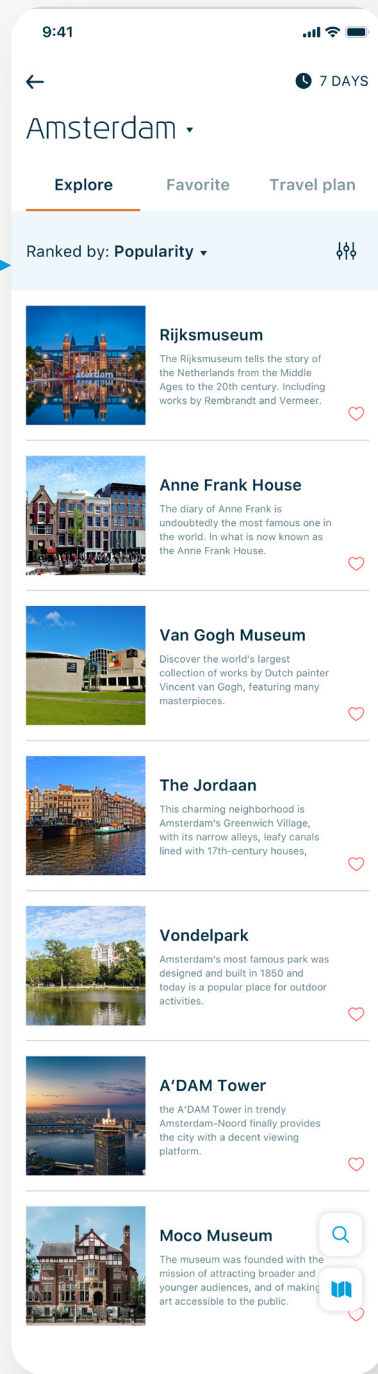 9:41
7 DAYS
Amsterdam
Explore Favorite Travel plan
Ranked by: Popularity
Rijksmuseum
The Rijksmuseum tells the story of
the Netherlands from the Middle
Ages to the 20th century. Including
works by Rembrandt and Vermeer.
Anne Frank House
The diary of Anne Frank is
undoubtedly the most famous one in
the world. In what is now known as
the Anne Frank House.
Van Gogh Museum
Discover the world's largest
collection of works by Dutch painter
Vincent van Gogh, featuring many
masterpieces.
The Jordaan
This charming neighborhood is
Amsterdam's Greenwich Village,
with its narrow alleys, leafy canals
lined with 17th-century houses,
Vondelpark
Amsterdam's most famous park was
designed and built in 1850 and
today is a popular place for outdoor
activities.
A'DAM Tower
the A'DAM Tower in trendy
Amsterdam-Noord finally provides
the city with a decent viewing
platform.
Moco Museum
The museum was founded with the
mission of attracting broader and
younger audiences, and of making
art accessible to the public.